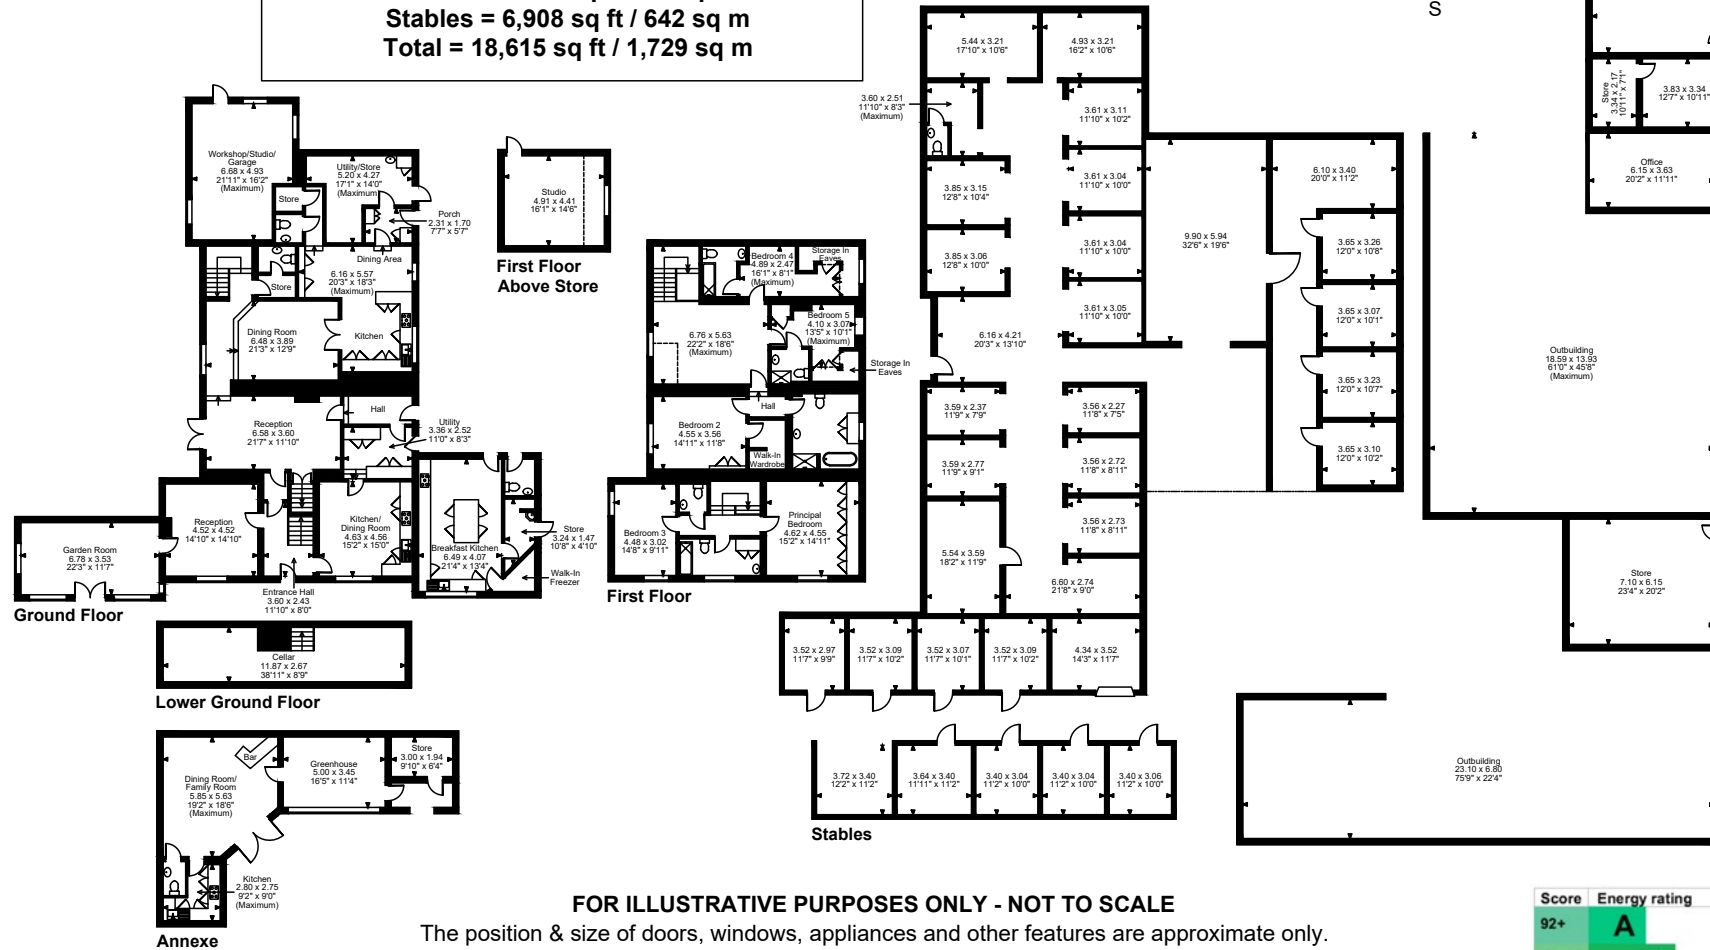 Stables = 6,908 sq ft / 642 sq m
Total = 18,615 sq ft / 1,729 sq m
S
Workshop/Studio/
Garage
6.68 x 4.93
21'11" x 16'2"
(Maximum)
Utility/Store
5.20 x 4.27
17'1" x 14'0"
(Maximum)
Store
Porch
2.31 x 1.70
7'7" x 5'7"
Dining Area
6.16 x 5.57
20'3" x 18'3"
(Maximum)
Store
Kitchen
Dining Room
6.48 x 3.89
21'3" x 12'9"
Hall
Utility
3.36 x 2.52
11'0" x 8'3"
Reception
6.58 x 3.60
21'7" x 11'10"
Reception
4.52 x 4.52
14'10" x 14'10"
Kitchen/
Dining Room
4.63 x 4.56
15'2" x 15'0"
Garden Room
6.78 x 3.53
22'3" x 11'7"
Breakfast Kitchen
6.49 x 4.07
21'4" x 13'4"
Store
3.24 x 1.47
10'8" x 4'10"
Walk-In
Freezer
Entrance Hall
3.60 x 2.43
11'10" x 8'0"
Ground Floor
Cellar
11.87 x 2.67
38'11" x 8'9"
Lower Ground Floor
Bar
Dining Room/
Family Room
5.85 x 5.63
19'2" x 18'6"
(Maximum)
Greenhouse
5.00 x 3.45
16'5" x 11'4"
Store
3.00 x 1.94
9'10" x 6'4"
Kitchen
2.80 x 2.75
9'2" x 9'0"
(Maximum)
Annexe
Studio
4.91 x 4.41
16'1" x 14'6"
First Floor
Above Store
Bedroom 4
4.89 x 2.47
16'1" x 8'1"
(Maximum)
Storage In
Eaves
6.76 x 5.63
22'2" x 18'6"
(Maximum)
Bedroom 5
4.10 x 3.07
13'5" x 10'1"
(Maximum)
Storage In
Eaves
Hall
Bedroom 2
4.55 x 3.56
14'11" x 11'8"
Walk-In
Wardrobe
Bedroom 3
4.48 x 3.02
14'8" x 9'11"
Principal
Bedroom
4.62 x 4.55
15'2" x 14'11"
First Floor
5.44 x 3.21
17'10" x 10'6"
4.93 x 3.21
16'2" x 10'6"
3.60 x 2.51
11'10" x 8'3"
(Maximum)
3.61 x 3.11
11'10" x 10'2"
3.85 x 3.15
12'8" x 10'4"
3.61 x 3.04
11'10" x 10'0"
3.85 x 3.06
12'8" x 10'0"
3.61 x 3.04
11'10" x 10'0"
3.61 x 3.05
11'10" x 10'0"
6.16 x 4.21
20'3" x 13'10"
9.90 x 5.94
32'6" x 19'6"
6.10 x 3.40
20'0" x 11'2"
3.65 x 3.26
12'0" x 10'8"
3.65 x 3.07
12'0" x 10'1"
3.65 x 3.23
12'0" x 10'7"
3.65 x 3.10
12'0" x 10'2"
3.59 x 2.37
11'9" x 7'9"
3.56 x 2.27
11'8" x 7'5"
3.59 x 2.77
11'9" x 9'1"
3.56 x 2.72
11'8" x 8'11"
3.56 x 2.73
11'8" x 8'11"
5.54 x 3.59
18'2" x 11'9"
6.60 x 2.74
21'8" x 9'0"
3.52 x 2.97
11'7" x 9'9"
3.52 x 3.09
11'7" x 10'2"
3.52 x 3.07
11'7" x 10'1"
3.52 x 3.09
11'7" x 10'2"
4.34 x 3.52
14'3" x 11'7"
3.72 x 3.40
12'2" x 11'2"
3.64 x 3.40
11'11" x 11'2"
3.40 x 3.04
11'2" x 10'0"
3.40 x 3.04
11'2" x 10'0"
3.40 x 3.06
11'2" x 10'0"
Stables
Store
3.34 x 2.17
10'11" x 7'1"
3.83 x 3.34
12'7" x 10'11"
Office
6.15 x 3.63
20'2" x 11'11"
Outbuilding
18.59 x 13.93
61'0" x 45'8"
(Maximum)
Store
7.10 x 6.15
23'4" x 20'2"
Outbuilding
23.10 x 6.80
75'9" x 22'4"
FOR ILLUSTRATIVE PURPOSES ONLY - NOT TO SCALE
The position & size of doors, windows, appliances and other features are approximate only.
Score Energy rating
92+ A